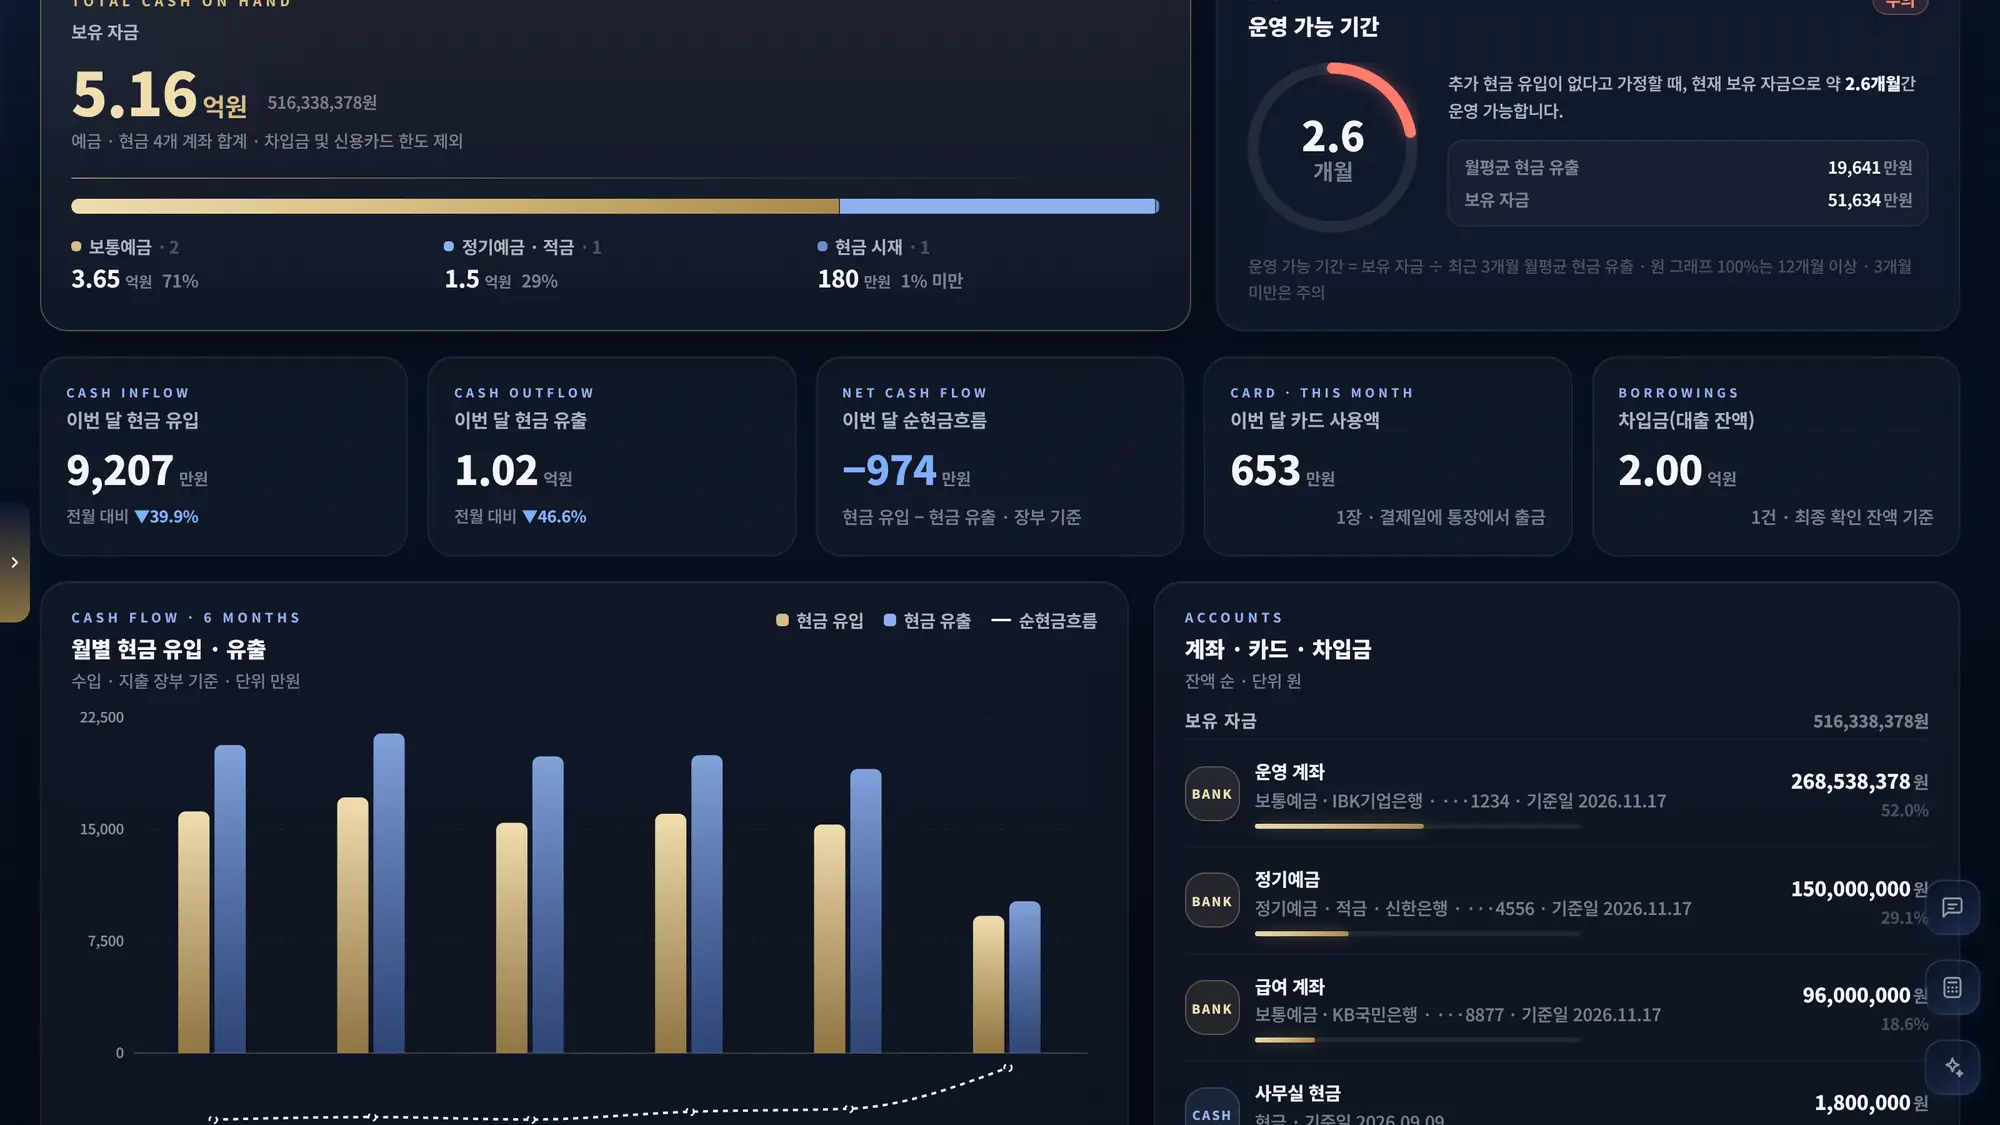 TOTAL CASH ON HAND
보유 자금
5.16 억원 516,338,378원
예금 · 현금 4개 계좌 합계 · 차입금 및 신용카드 한도 제외
보통예금 · 2
3.65 억원 71%
정기예금 · 적금 · 1
1.5 억원 29%
현금 시재 · 1
180 만원 1% 미만
주의
운영 가능 기간
2.6
개월
추가 현금 유입이 없다고 가정할 때, 현재 보유 자금으로 약 2.6개월간
운영 가능합니다.
월평균 현금 유출 19,641 만원
보유 자금 51,634 만원
운영 가능 기간 = 보유 자금 ÷ 최근 3개월 월평균 현금 유출 · 원 그래프 100%는 12개월 이상 · 3개월
미만은 주의
CASH INFLOW
이번 달 현금 유입
9,207 만원
전월 대비 ▼39.9%
CASH OUTFLOW
이번 달 현금 유출
1.02 억원
전월 대비 ▼46.6%
NET CASH FLOW
이번 달 순현금흐름
−974 만원
현금 유입 − 현금 유출 · 장부 기준
CARD · THIS MONTH
이번 달 카드 사용액
653 만원
1장 · 결제일에 통장에서 출금
BORROWINGS
차입금(대출 잔액)
2.00 억원
1건 · 최종 확인 잔액 기준
CASH FLOW · 6 MONTHS
월별 현금 유입 · 유출
수입 · 지출 장부 기준 · 단위 만원
현금 유입 현금 유출 순현금흐름
22,500
15,000
7,500
0
ACCOUNTS
계좌 · 카드 · 차입금
잔액 순 · 단위 원
보유 자금 516,338,378원
BANK
운영 계좌
보통예금 · IBK기업은행 · ····1234 · 기준일 2026.11.17
268,538,378 원
52.0%
BANK
정기예금
정기예금 · 적금 · 신한은행 · ····4556 · 기준일 2026.11.17
150,000,000 원
29.1%
BANK
급여 계좌
보통예금 · KB국민은행 · ····8877 · 기준일 2026.11.17
96,000,000 원
18.6%
CASH
사무실 현금
현금 · 기준일 2026.09.09
1,800,000 원